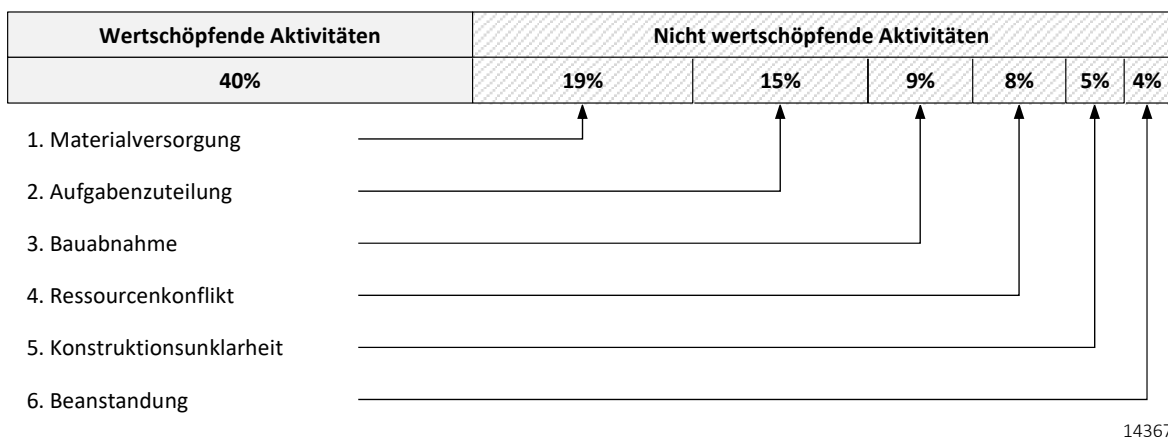 Wertschöpfende Aktivitäten Nicht wertschöpfende Aktivitäten
40% 19% 15% 9% 8% 5% 4%
1. Materialversorgung
2. Aufgabenzuteilung
3. Bauabnahme
4. Ressourcenkonflikt
5. Konstruktionsunklarheit
6. Beanstandung
14367